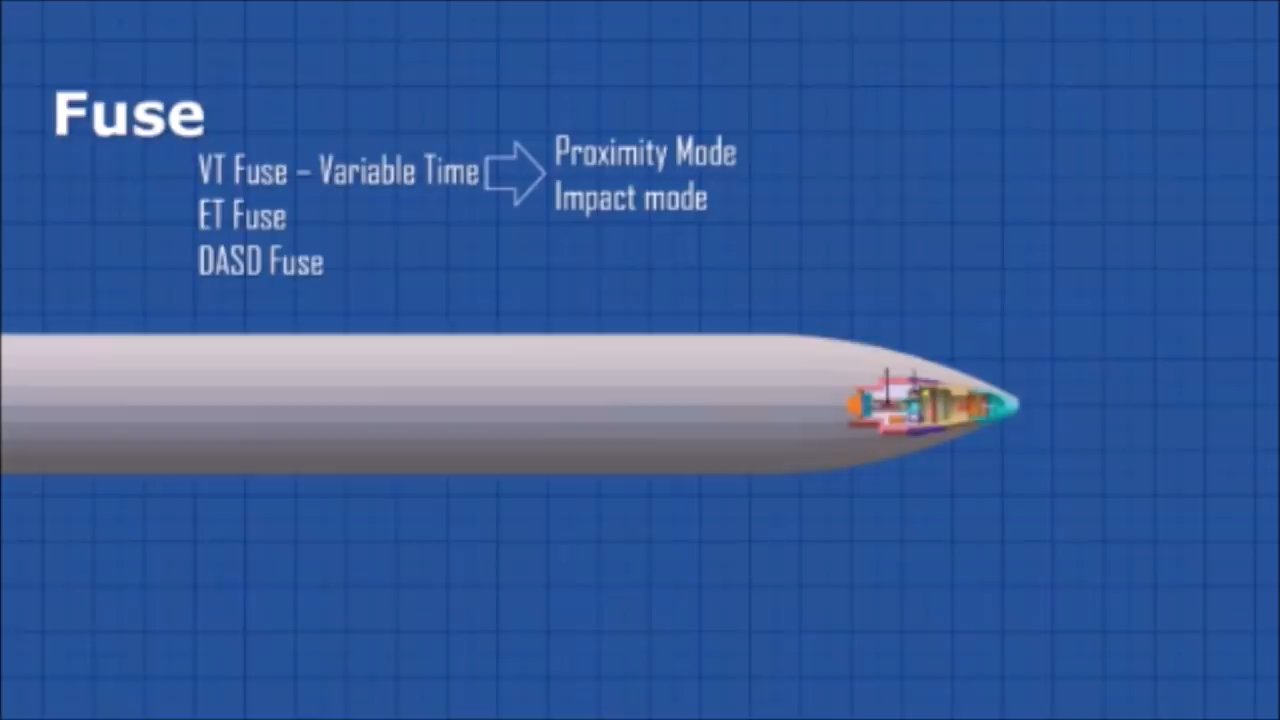 Fuse
VT Fuse – Variable Time
Proximity Mode
Impact mode
ET Fuse
DASD Fuse